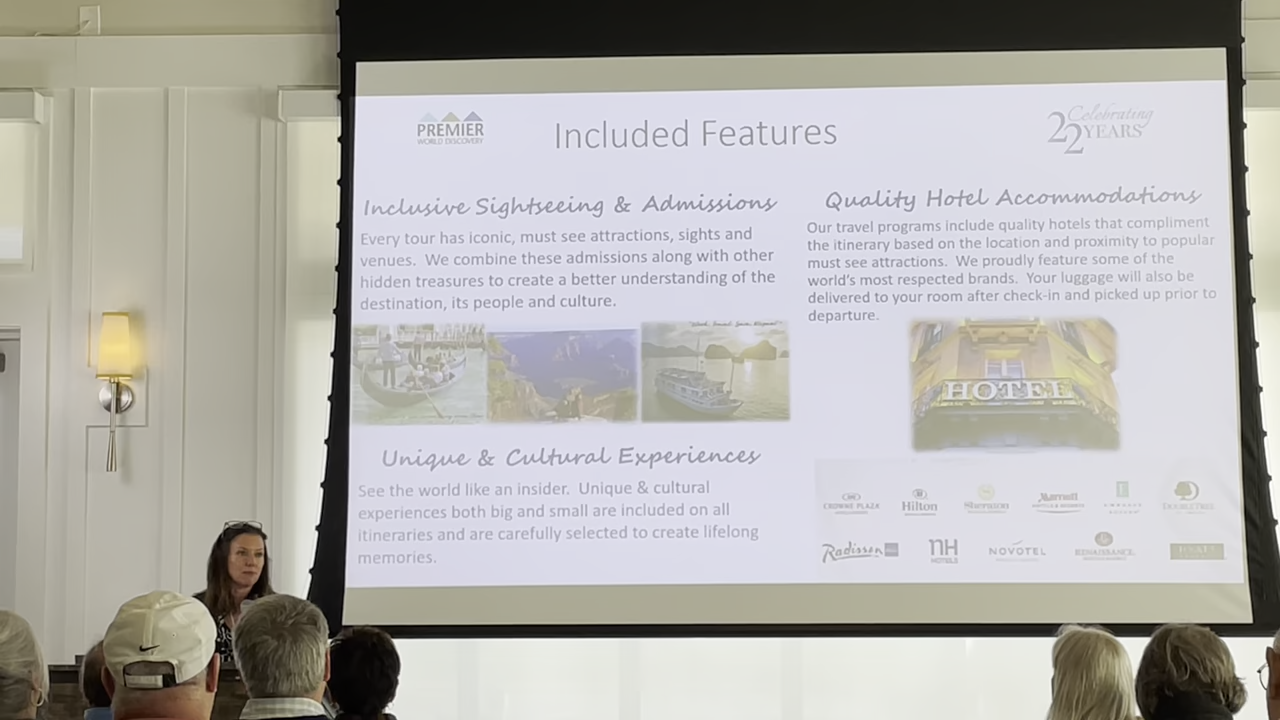 PREMIER
WORLD DISCOVERY
Included Features
Celebrating
22 YEARS
Inclusive Sightseeing & Admissions
Every tour has iconic, must see attractions, sights and
venues. We combine these admissions along with other
hidden treasures to create a better understanding of the
destination, its people and culture.
Unique & Cultural Experiences
See the world like an insider. Unique & cultural
experiences both big and small are included on all
itineraries and are carefully selected to create lifelong
memories.
Quality Hotel Accommodations
Our travel programs include quality hotels that compliment
the itinerary based on the location and proximity to popular
must see attractions. We proudly feature some of the
world's most respected brands. Your luggage will also be
delivered to your room after check-in and picked up prior to
departure.
HOTEL
CROWNE PLAZA
Hilton
Sheraton
Marriott
DOUBLETREE
Radisson
nH
HOTELS
NOVOTEL
RENAISSANCE